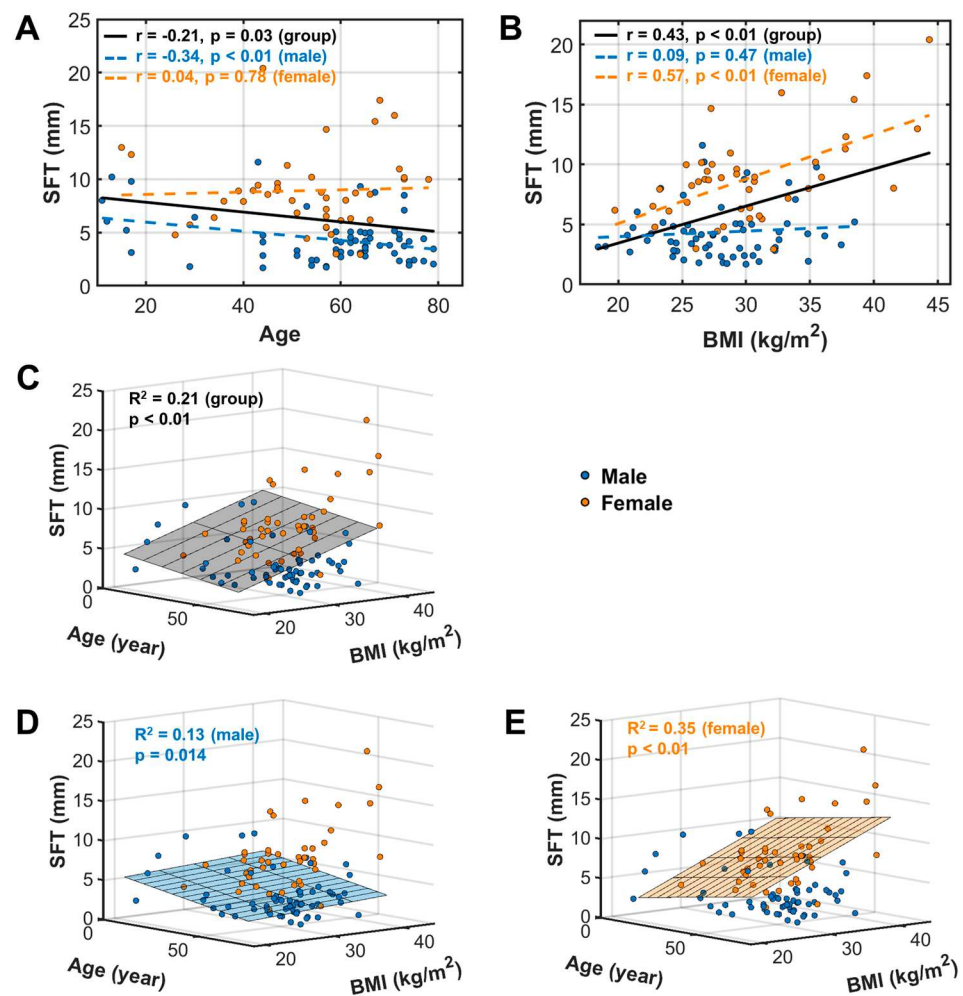 A
25
20
15
10
5
0
SFT (mm)
r = -0.21, p = 0.03 (group)
r = -0.34, p < 0.01 (male)
r = 0.04, p = 0.78 (female)
20
40
60
80
Age
B
20
15
10
5
0
SFT (mm)
r = 0.43, p < 0.01 (group)
r = 0.09, p = 0.47 (male)
r = 0.57, p < 0.01 (female)
20
25
30
35
40
45
BMI (kg/m²)
C
25
20
15
10
5
0
SFT (mm)
R² = 0.21 (group)
p < 0.01
0
50
Age (year)
20
30
40
BMI (kg/m²)
Male
Female
D
25
20
15
10
5
0
SFT (mm)
R² = 0.13 (male)
p = 0.014
0
50
Age (year)
20
30
40
BMI (kg/m²)
E
25
20
15
10
5
0
SFT (mm)
R² = 0.35 (female)
p < 0.01
0
50
Age (year)
20
30
40
BMI (kg/m²)